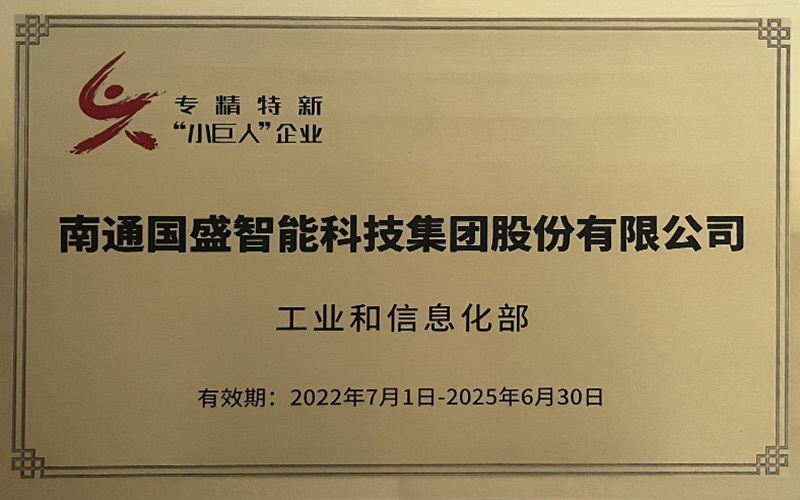 专精特新
“小巨人”企业
南通国盛智能科技集团股份有限公司
工业和信息化部
有效期：2022年7月1日-2025年6月30日